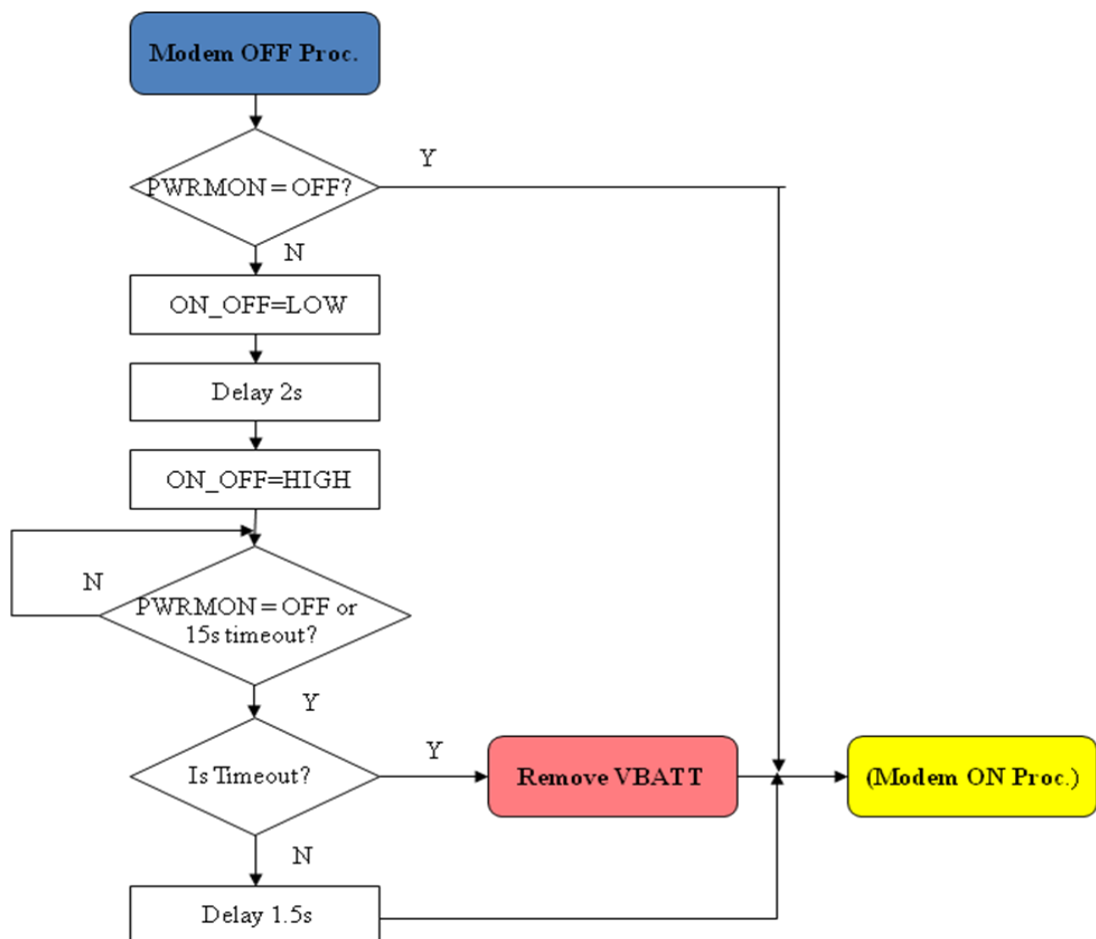 Modem OFF Proc.
Y
PWRMON = OFF?
N
ON_OFF=LOW
Delay 2s
ON_OFF=HIGH
N
PWRMON = OFF or
15s timeout?
Y
Is Timeout?
Y
Remove VBATT
(Modem ON Proc.)
N
Delay 1.5s